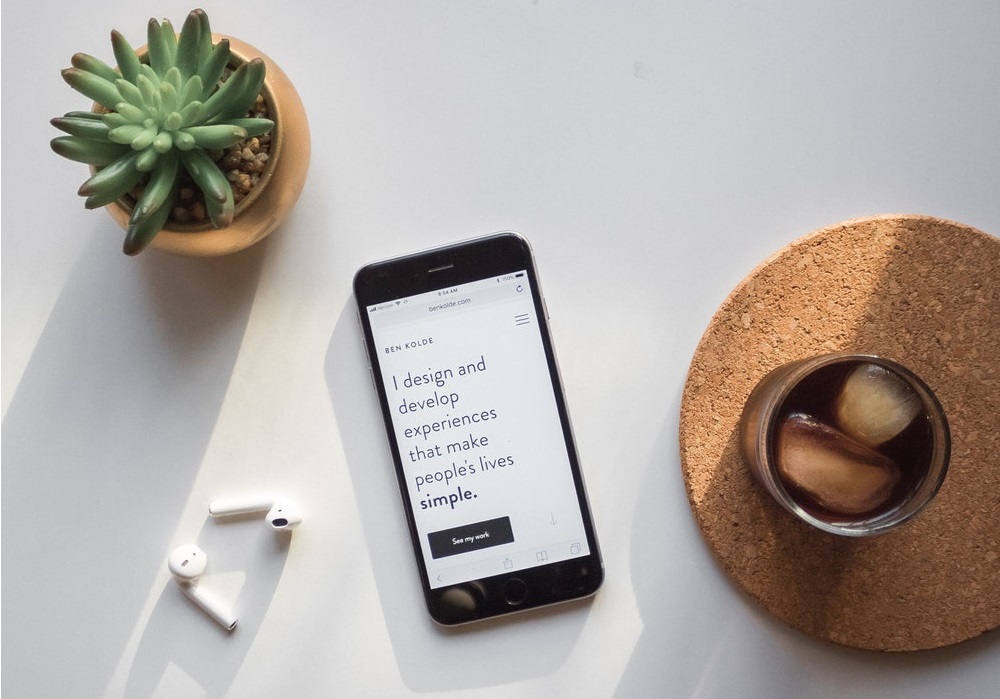 verizon 8:54 AM 100%
benkolde.com
BEN KOLDE
I design and
develop
experiences
that make
people's lives
simple.
See my work